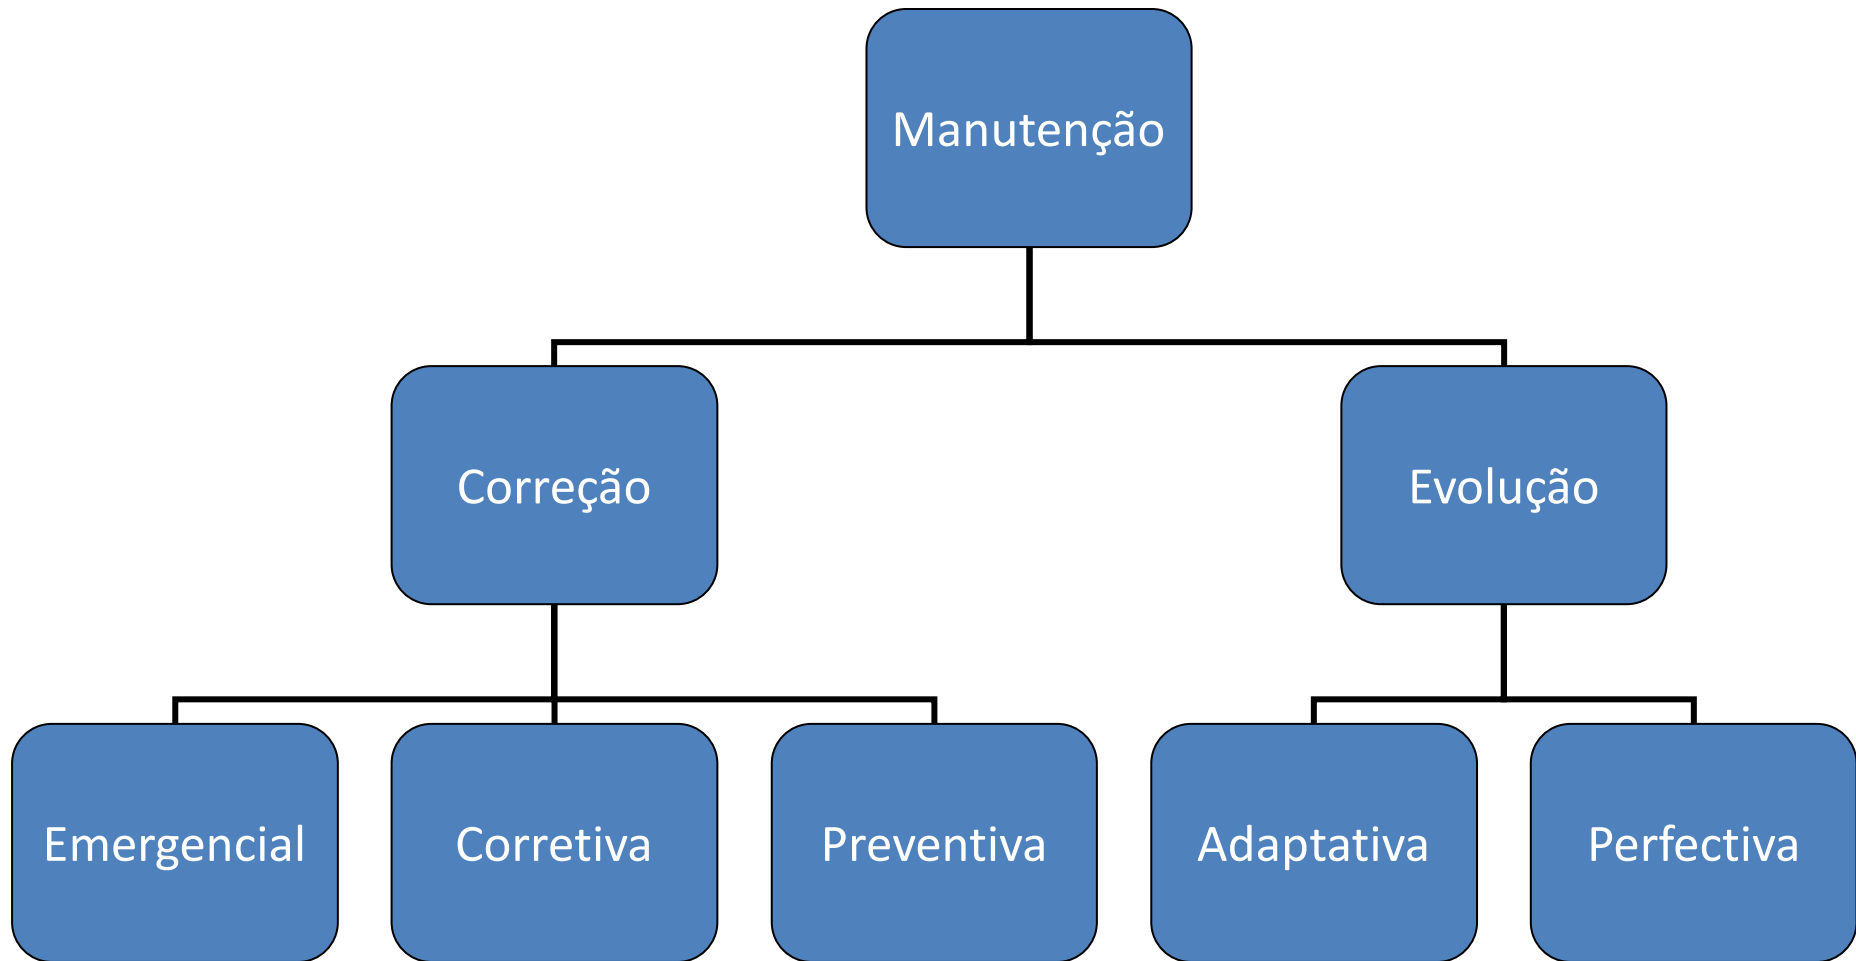 Manutenção
Correção
Evolução
Emergencial
Corretiva
Preventiva
Adaptativa
Perfectiva